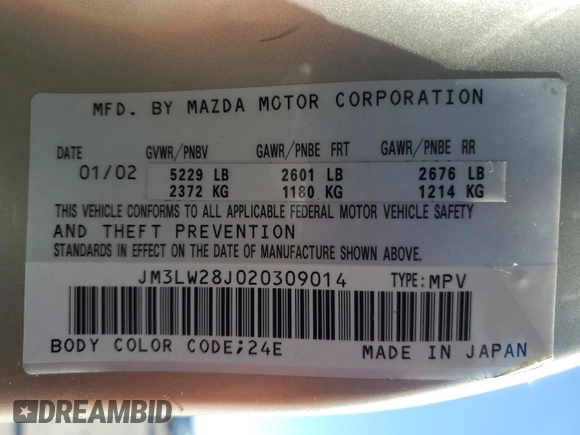 MFD. BY MAZDA MOTOR CORPORATION
DATE GVWR/PNBV GAWR/PNBE FRT GAWR/PNBE RR
01/02 5229 LB 2601 LB 2676 LB
2372 KG 1180 KG 1214 KG
THIS VEHICLE CONFORMS TO ALL APPLICABLE FEDERAL MOTOR VEHICLE SAFETY
AND THEFT PREVENTION
STANDARDS IN EFFECT ON THE DATE OF MANUFACTURE SHOWN ABOVE.
JM3LW28J020309014 TYPE:MPV
BODY COLOR CODE;24E MADE IN JAPAN
DREAMBID